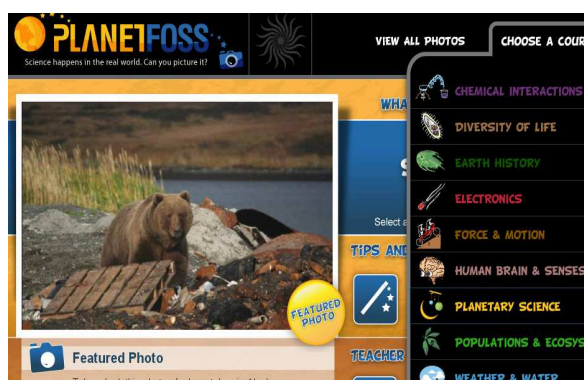 PLANETFOSS
Science happens in the real world. Can you picture it?
VIEW ALL PHOTOS
CHOOSE A COUR
WHA
CHEMICAL INTERACTIONS
DIVERSITY OF LIFE
EARTH HISTORY
ELECTRONICS
Select a
FORCE & MOTION
TIPS AND
HUMAN BRAIN & SENSES
FEATURED
PHOTO
PLANETARY SCIENCE
POPULATIONS & ECOSYS
Featured Photo
TEACHER
WEATHER & WATER